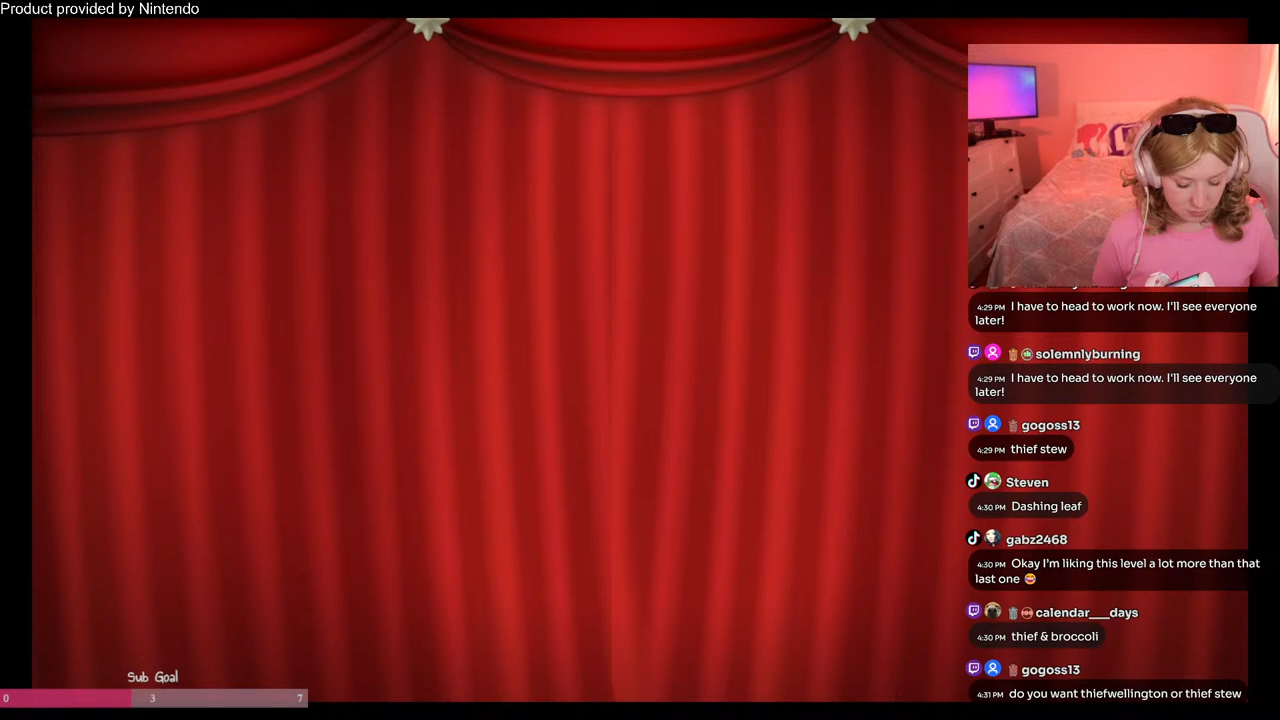 Product provided by Nintendo
4:29 PM I have to head to work now. I'll see everyone
later!
solemnlyburning
4:29 PM I have to head to work now. I'll see everyone
later!
gogoss13
4:29 PM thief stew
Steven
4:30 PM Dashing leaf
gabz2468
4:30 PM Okay I'm liking this level a lot more than that
last one 😂
calendar___days
4:30 PM thief & broccoli
gogoss13
4:31 PM do you want thiefwellington or thief stew
Sub Goal
0 3 7